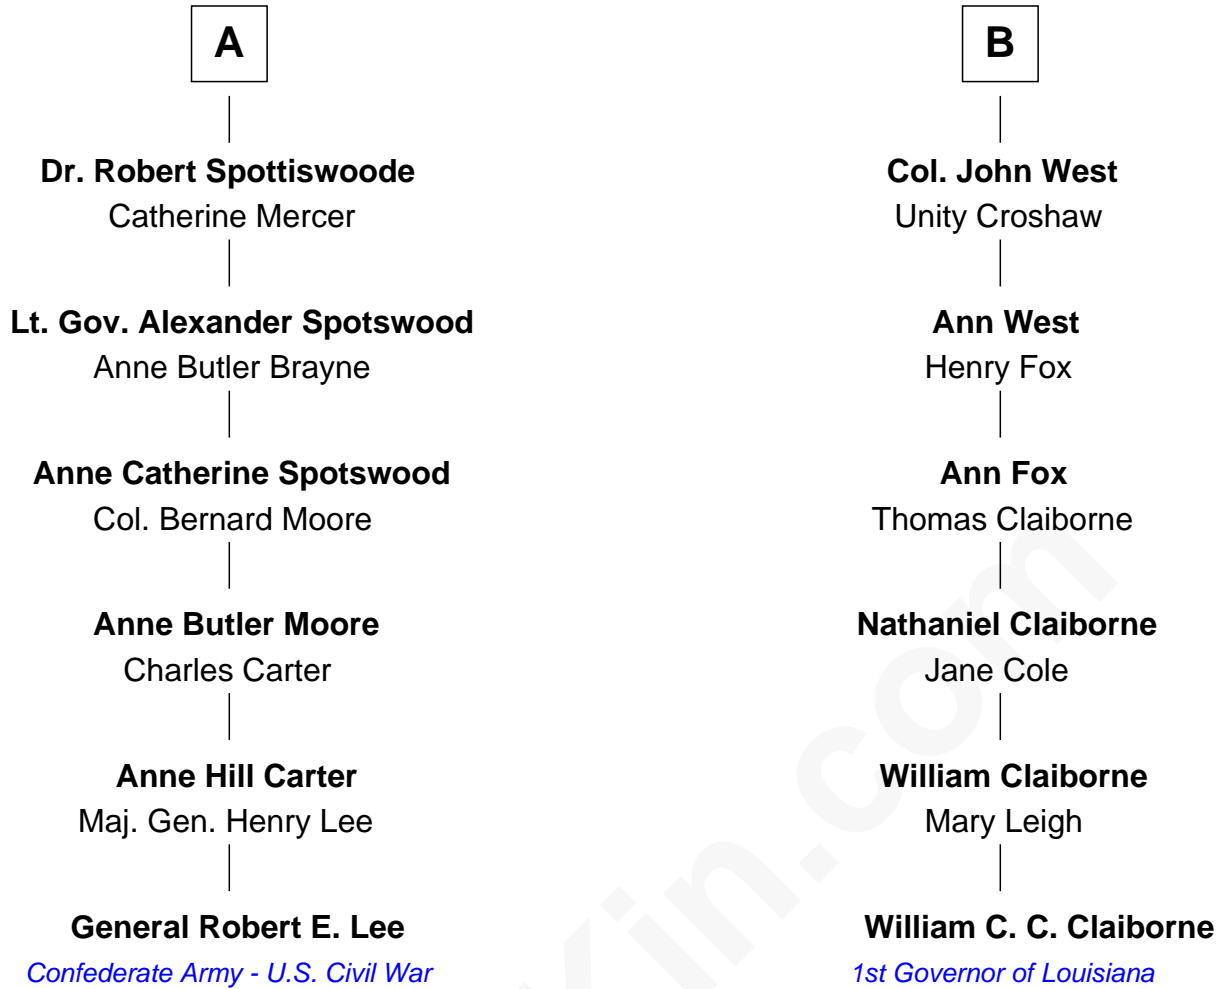 A
Dr. Robert Spottiswoode
Catherine Mercer
Lt. Gov. Alexander Spotswood
Anne Butler Brayne
Anne Catherine Spotswood
Col. Bernard Moore
Anne Butler Moore
Charles Carter
Anne Hill Carter
Maj. Gen. Henry Lee
General Robert E. Lee
Confederate Army - U.S. Civil War
B
Col. John West
Unity Croshaw
Ann West
Henry Fox
Ann Fox
Thomas Claiborne
Nathaniel Claiborne
Jane Cole
William Claiborne
Mary Leigh
William C. C. Claiborne
1st Governor of Louisiana
kin.com